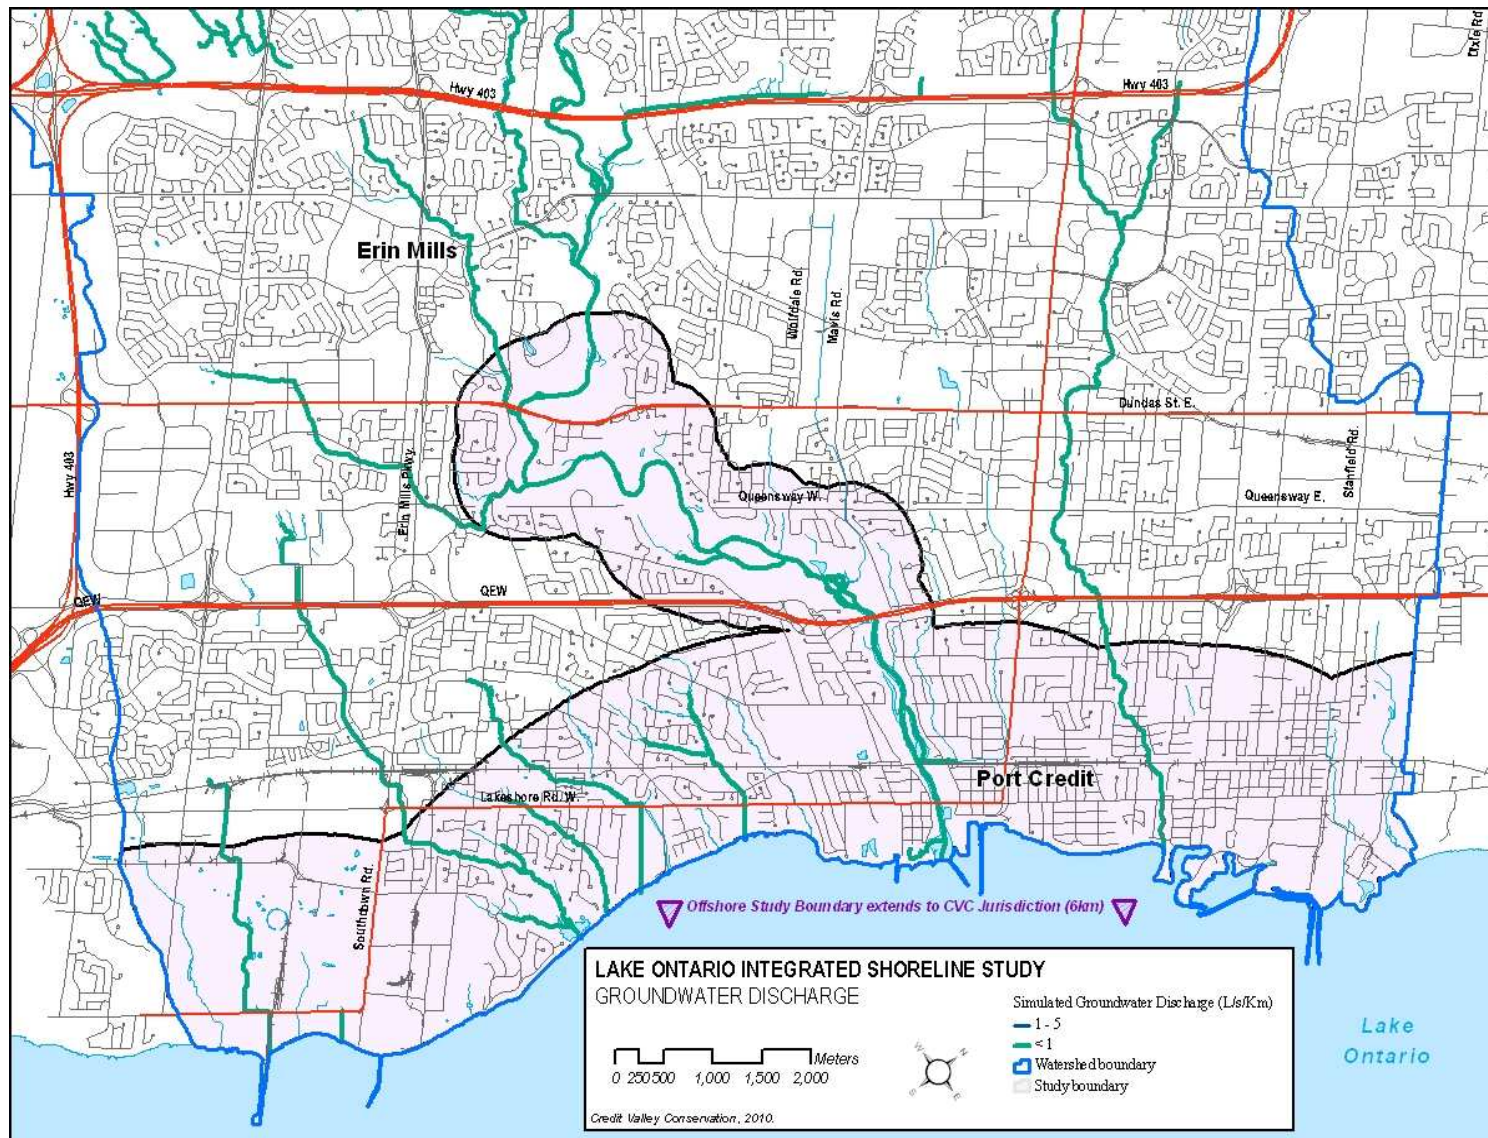 Dixie Rd
Hwy 403
Hwy 403
Erin Mills
Wolfdale Rd.
Mavis Rd.
Dundas St. E.
Hwy 403
Erin Mills Pkwy.
Queensway W.
Queensway E.
Stanfield Rd.
QEW
QEW
Port Credit
Lakeshore Rd. W.
Southdown Rd.
Offshore Study Boundary extends to CVC Jurisdiction (6km)
LAKE ONTARIO INTEGRATED SHORELINE STUDY
GROUNDWATER DISCHARGE
Simulated Groundwater Discharge (L/s/Km)
1 - 5
< 1
Watershed boundary
Study boundary
Meters
0 250 500 1,000 1,500 2,000
W N
S E
Credit Valley Conservation, 2010.
Lake
Ontario